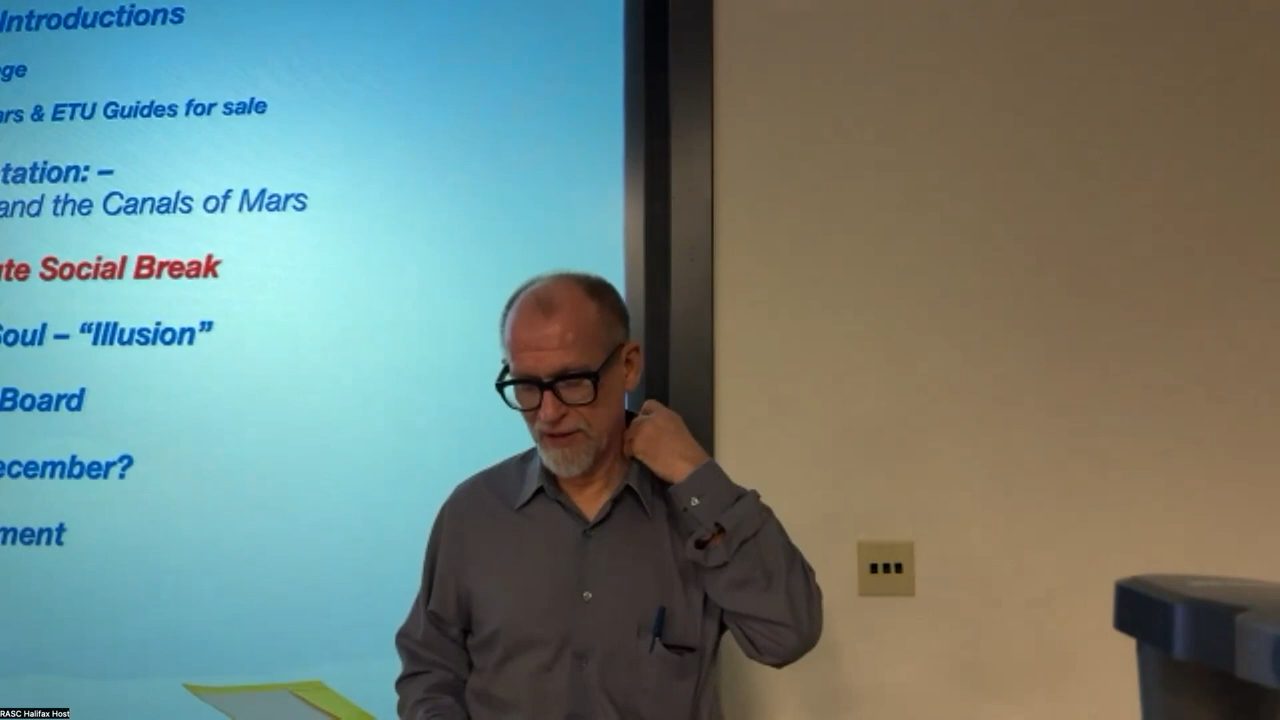 Introductions
ge
ars & ETU Guides for sale
tation: –
and the Canals of Mars
te Social Break
Soul – “Illusion”
Board
ecember?
ment
RASC Halifax Host